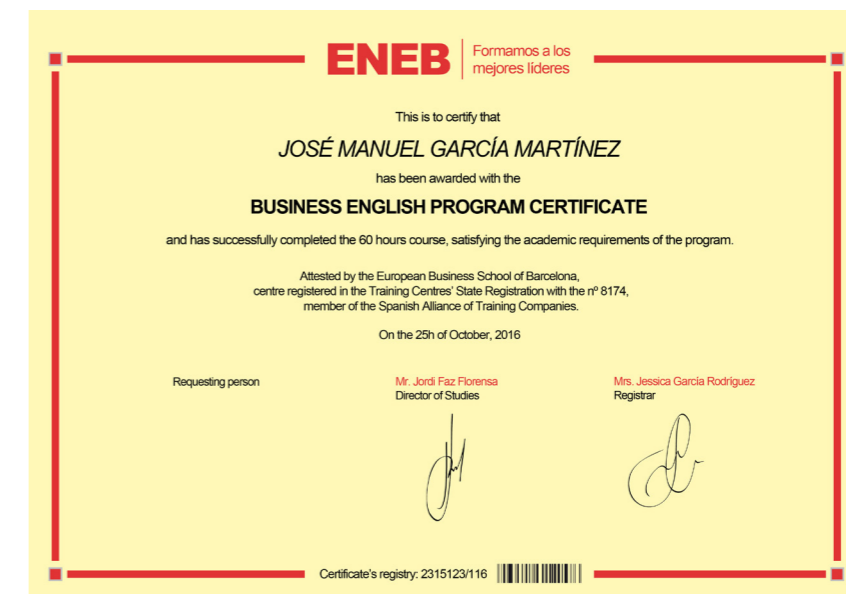 ENEB
Formamos a los
mejores líderes
This is to certify that
JOSÉ MANUEL GARCÍA MARTÍNEZ
has been awarded with the
BUSINESS ENGLISH PROGRAM CERTIFICATE
and has successfully completed the 60 hours course, satisfying the academic requirements of the program.
Attested by the European Business School of Barcelona,
centre registered in the Training Centres' State Registration with the nº 8174,
member of the Spanish Alliance of Training Companies.
On the 25h of October, 2016
Requesting person
Mr. Jordi Faz Florensa
Director of Studies
Mrs. Jessica García Rodríguez
Registrar
Certificate's registry: 2315123/116